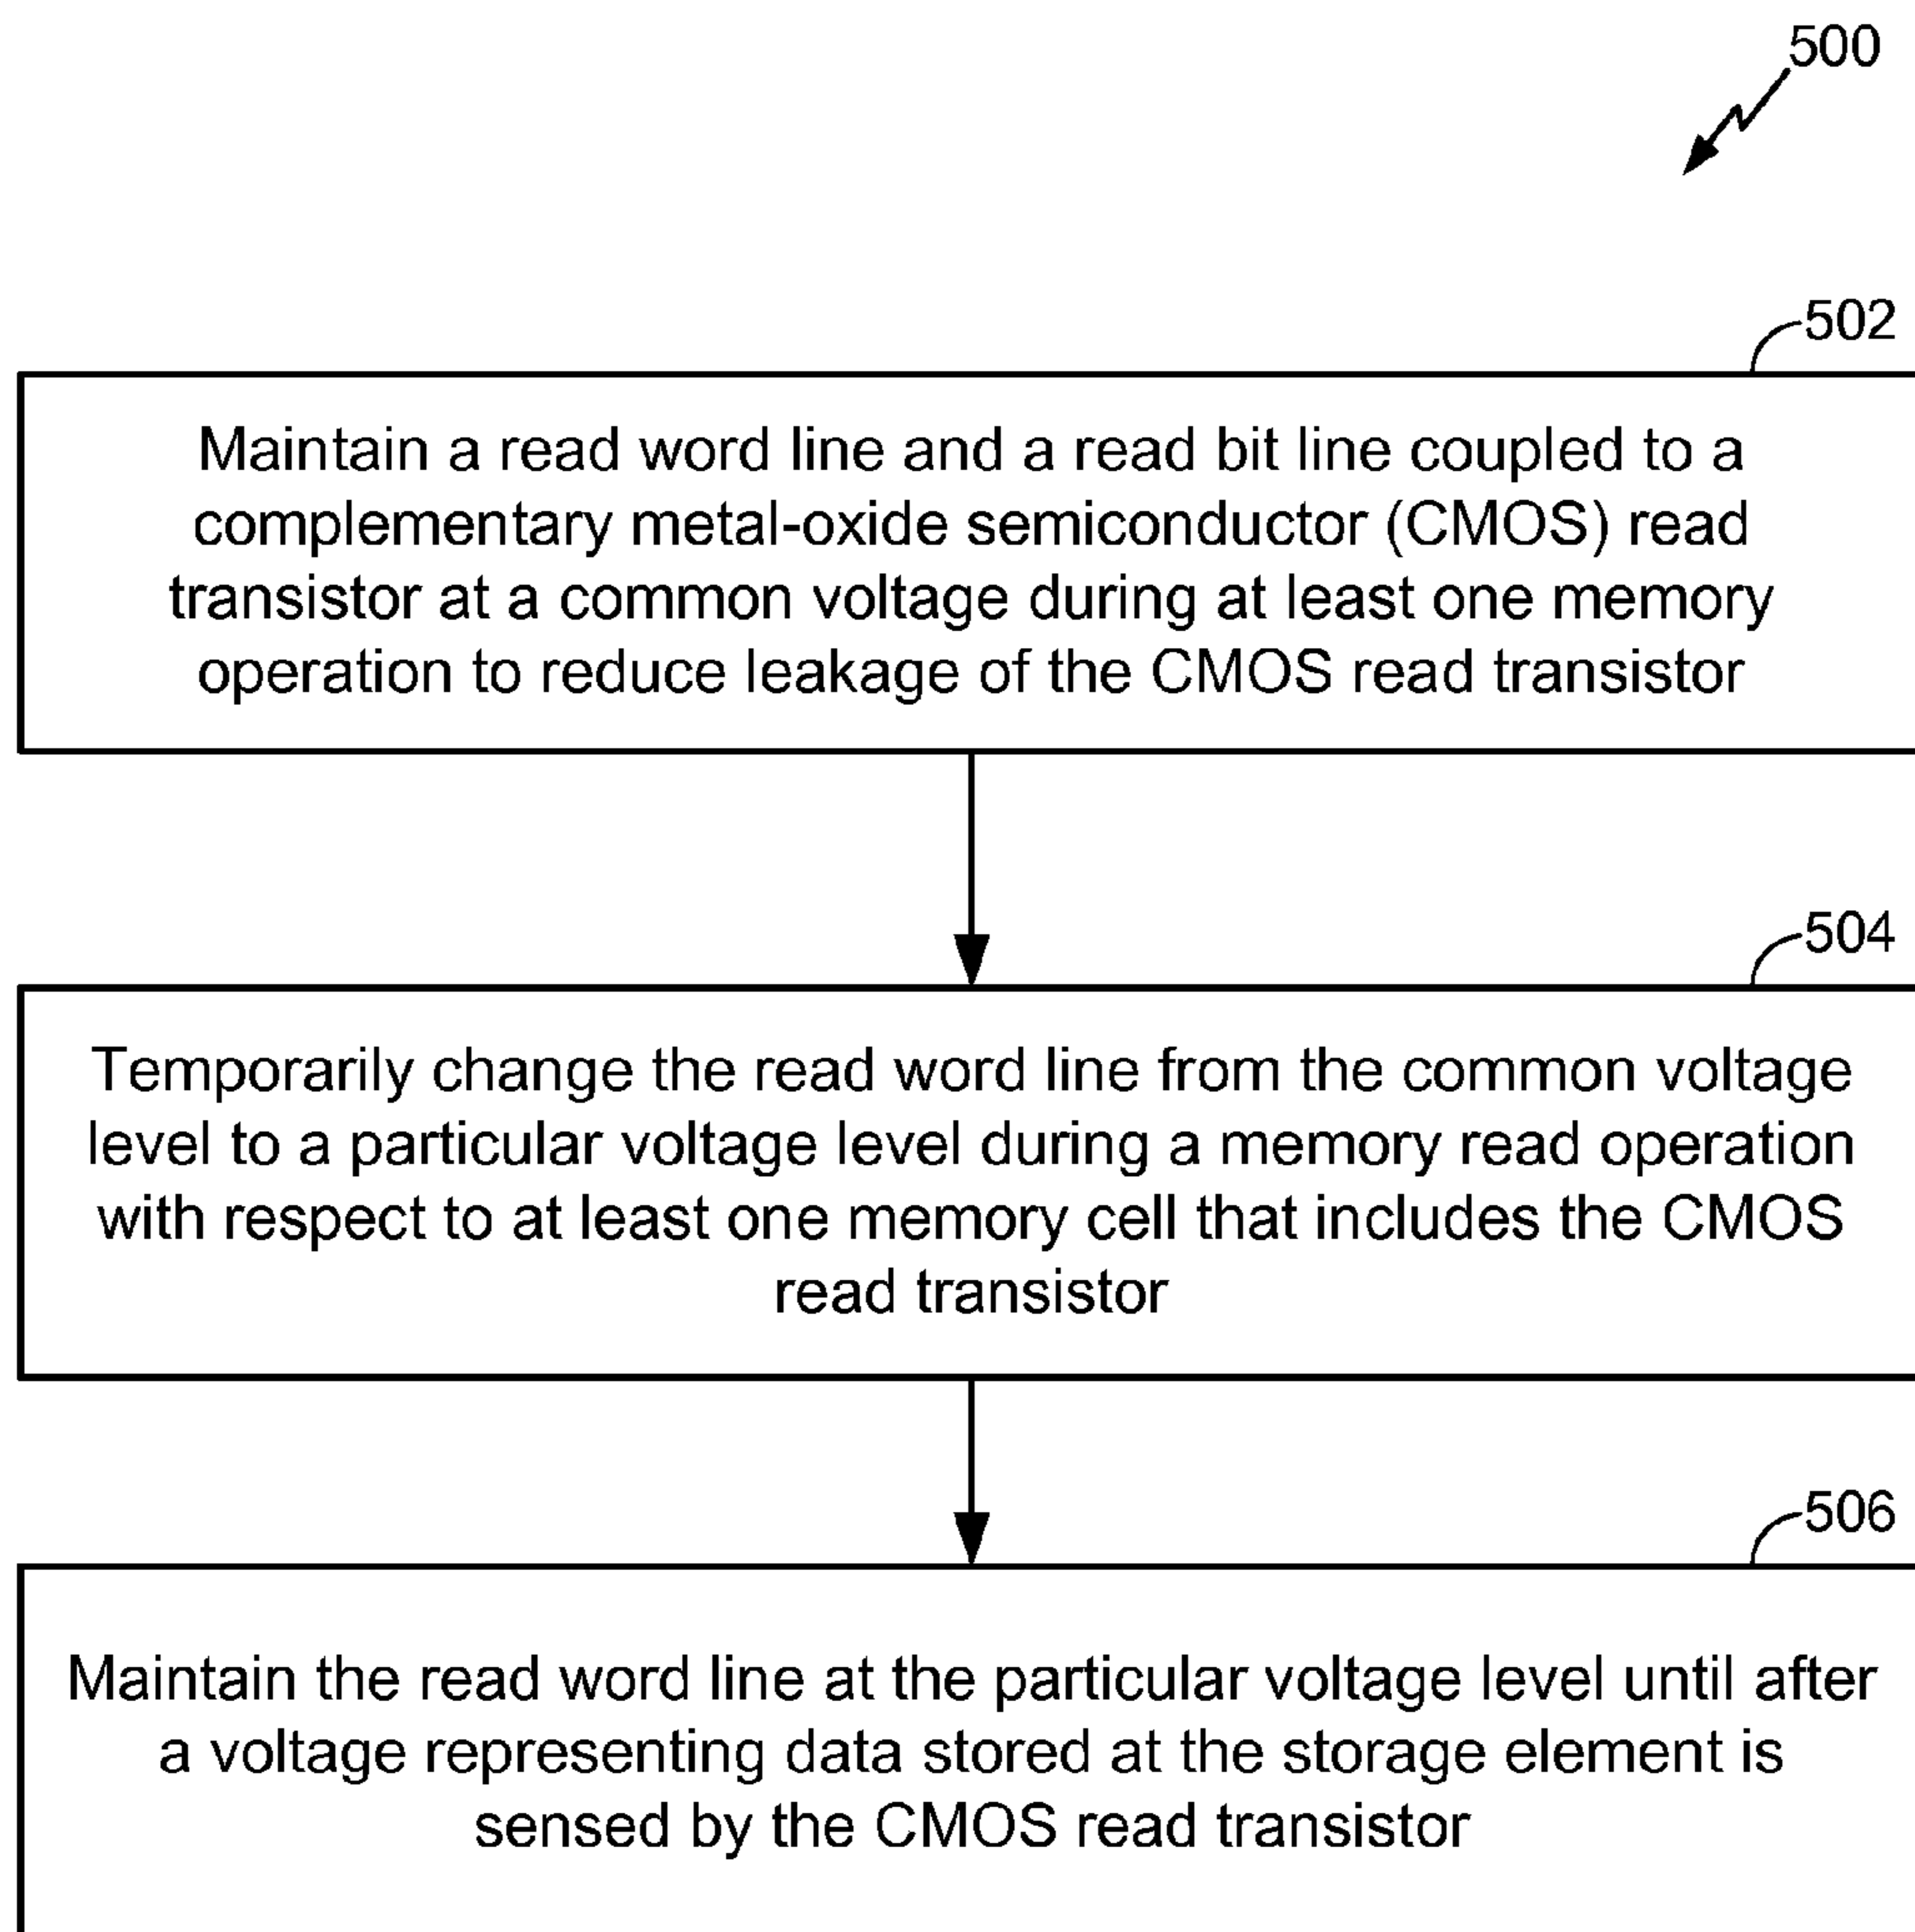 500
502
Maintain a read word line and a read bit line coupled to a
complementary metal-oxide semiconductor (CMOS) read
transistor at a common voltage during at least one memory
operation to reduce leakage of the CMOS read transistor
504
Temporarily change the read word line from the common voltage
level to a particular voltage level during a memory read operation
with respect to at least one memory cell that includes the CMOS
read transistor
506
Maintain the read word line at the particular voltage level until after
a voltage representing data stored at the storage element is
sensed by the CMOS read transistor